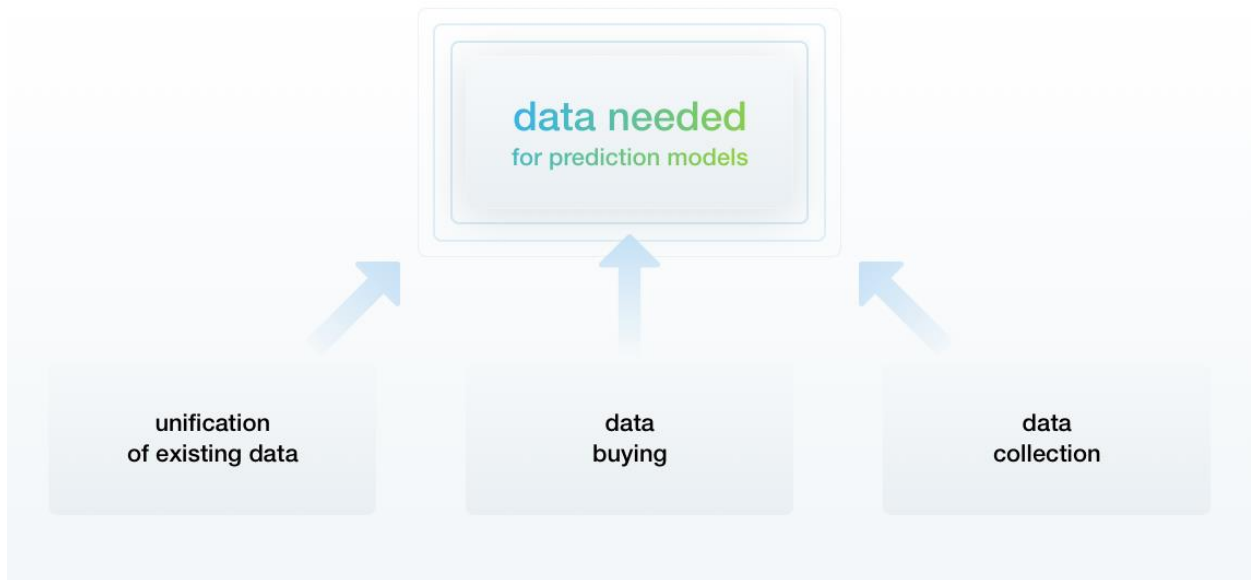 data needed
for prediction models
unification
of existing data
data
buying
data
collection